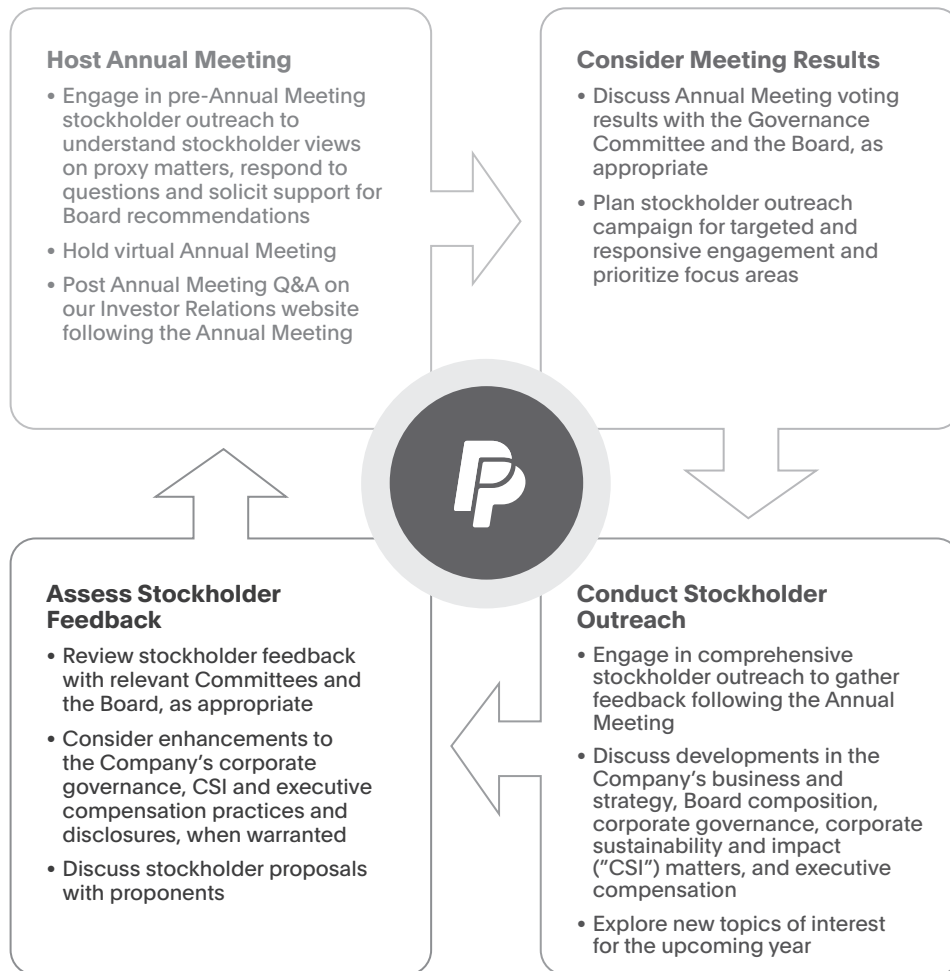 Host Annual Meeting
• Engage in pre-Annual Meeting
stockholder outreach to
understand stockholder views
on proxy matters, respond to
questions and solicit support for
Board recommendations
• Hold virtual Annual Meeting
• Post Annual Meeting Q&A on
our Investor Relations website
following the Annual Meeting
Consider Meeting Results
• Discuss Annual Meeting voting
results with the Governance
Committee and the Board, as
appropriate
• Plan stockholder outreach
campaign for targeted and
responsive engagement and
prioritize focus areas
Conduct Stockholder
Outreach
• Engage in comprehensive
stockholder outreach to gather
feedback following the Annual
Meeting
• Discuss developments in the
Company's business and
strategy, Board composition,
corporate governance, corporate
sustainability and impact
("CSI") matters, and executive
compensation
• Explore new topics of interest
for the upcoming year
Assess Stockholder
Feedback
• Review stockholder feedback
with relevant Committees and
the Board, as appropriate
• Consider enhancements to
the Company's corporate
governance, CSI and executive
compensation practices and
disclosures, when warranted
• Discuss stockholder proposals
with proponents